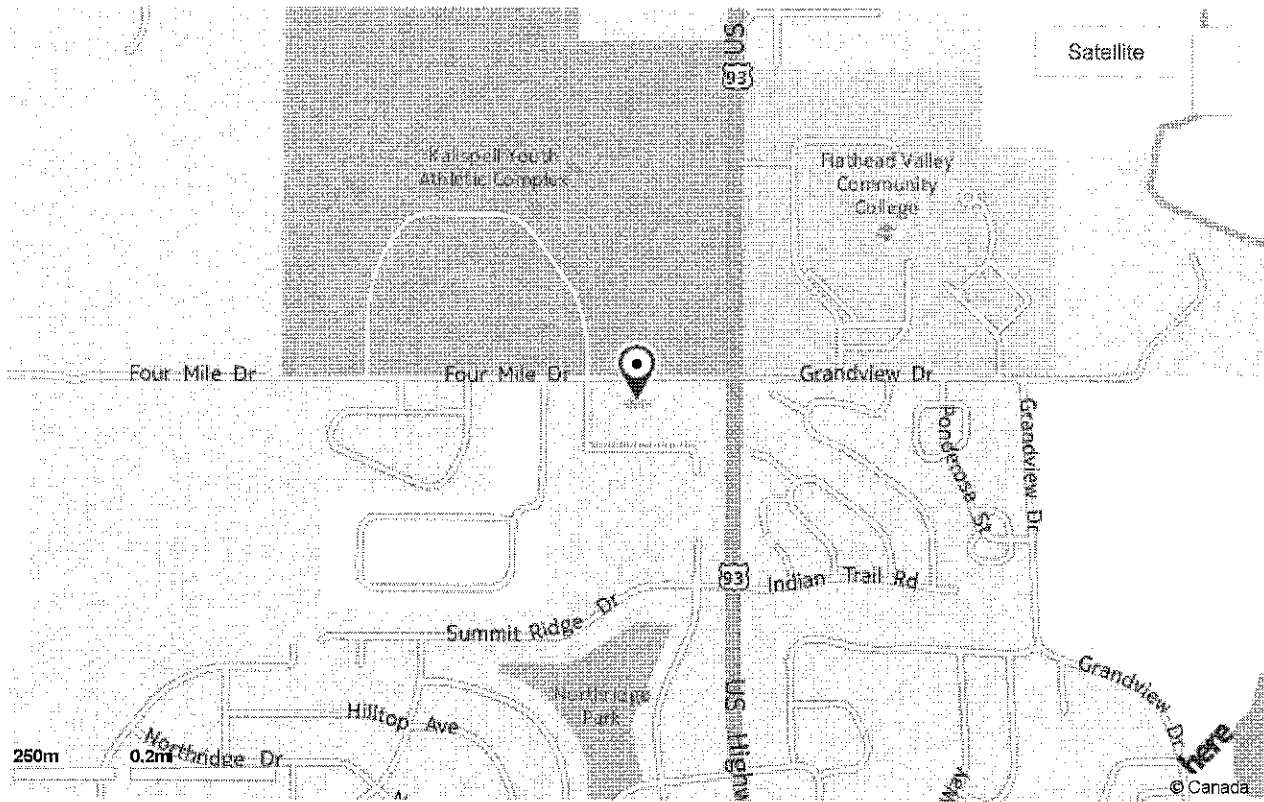 US
93
Satellite
Kalispell Youth
Athletic Complex
Flathead Valley
Community
College
Four Mile Dr
Four Mile Dr
Grandview Dr
Ponderose St
Grandview Dr
93
Indian Trail Rd
Summit Ridge Dr
Northridge
Park
US Highw
Grandview Dr
Hilltop Ave
Northridge Dr
250m
0.2mi
Way
here
© Canada